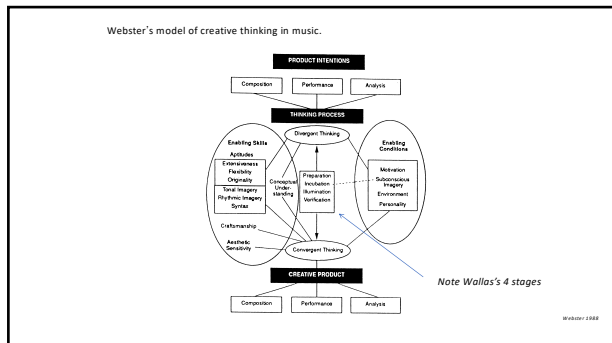 Webster's model of creative thinking in music.
PRODUCT INTENTIONS
Composition
Performance
Analysis
THINKING PROCESS
Divergent Thinking
Enabling Skills
Aptitudes
Extensiveness
Flexibility
Originality
Tonal Imagery
Rhythmic Imagery
Syntax
Craftsmanship
Aesthetic
Sensitivity
Conceptual
Under-
standing
Preparation
Incubation
Illumination
Verification
Enabling
Conditions
Motivation
Subconscious
Imagery
Environment
Personality
Convergent Thinking
CREATIVE PRODUCT
Composition
Performance
Analysis
Note Wallas's 4 stages
Webster 1988